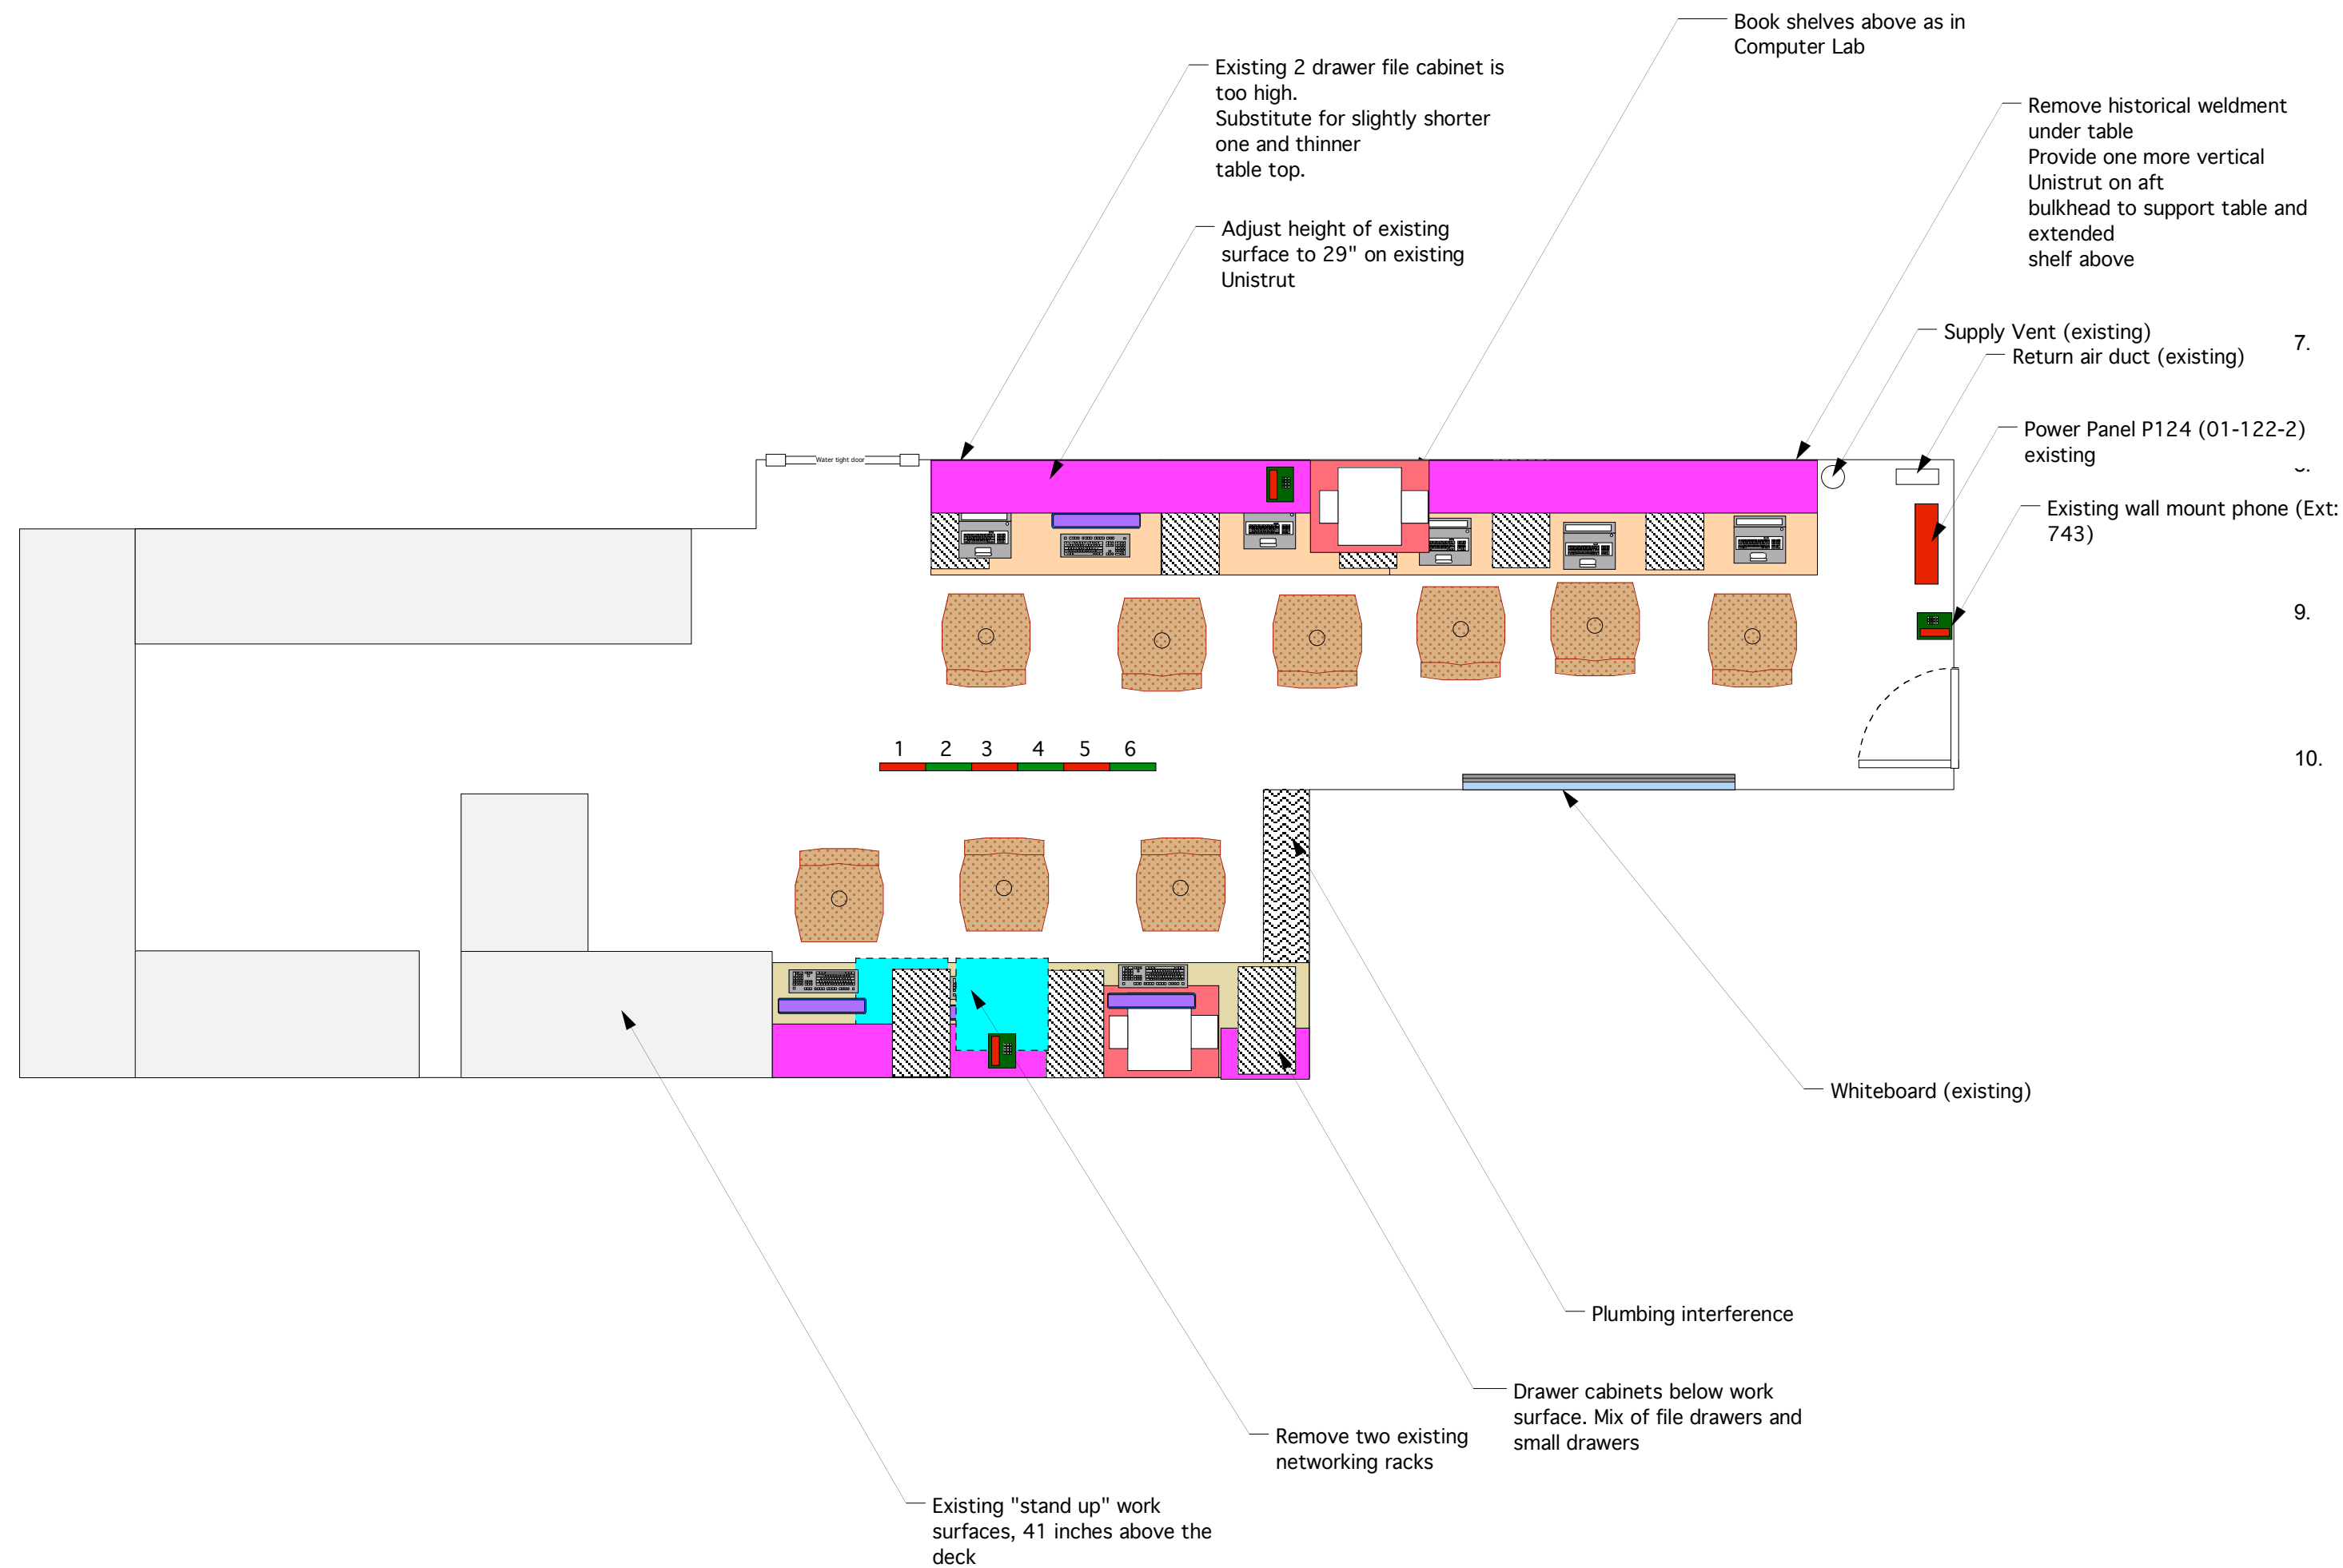 Book shelves above as in
Computer Lab
Existing 2 drawer file cabinet is
too high.
Substitute for slightly shorter
one and thinner
table top.
Remove historical weldment
under table
Provide one more vertical
Unistrut on aft
bulkhead to support table and
extended
shelf above
Adjust height of existing
surface to 29" on existing
Unistrut
Supply Vent (existing)
7.
Return air duct (existing)
Power Panel P124 (01-122-2)
existing
Existing wall mount phone (Ext:
743)
Water tight door
9.
1 2 3 4 5 6
10.
Whiteboard (existing)
Plumbing interference
Drawer cabinets below work
surface. Mix of file drawers and
small drawers
Remove two existing
networking racks
Existing "stand up" work
surfaces, 41 inches above the
deck